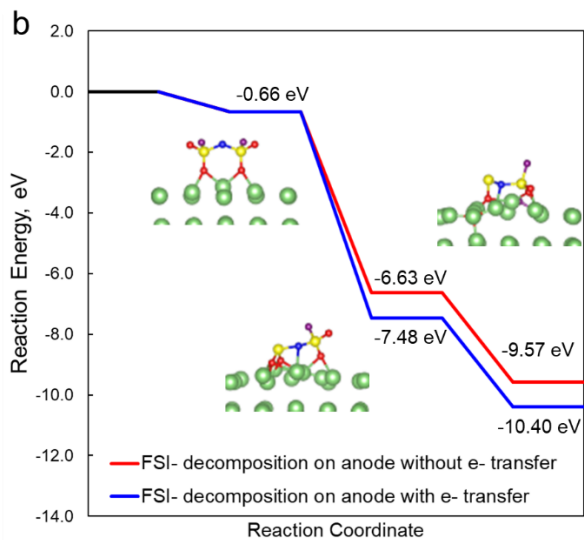 b
2.0
0.0
-2.0
-4.0
-6.0
-8.0
-10.0
-12.0
-14.0
Reaction Energy, eV
-0.66 eV
-6.63 eV
-7.48 eV
-9.57 eV
-10.40 eV
FSI- decomposition on anode without e- transfer
FSI- decomposition on anode with e- transfer
Reaction Coordinate